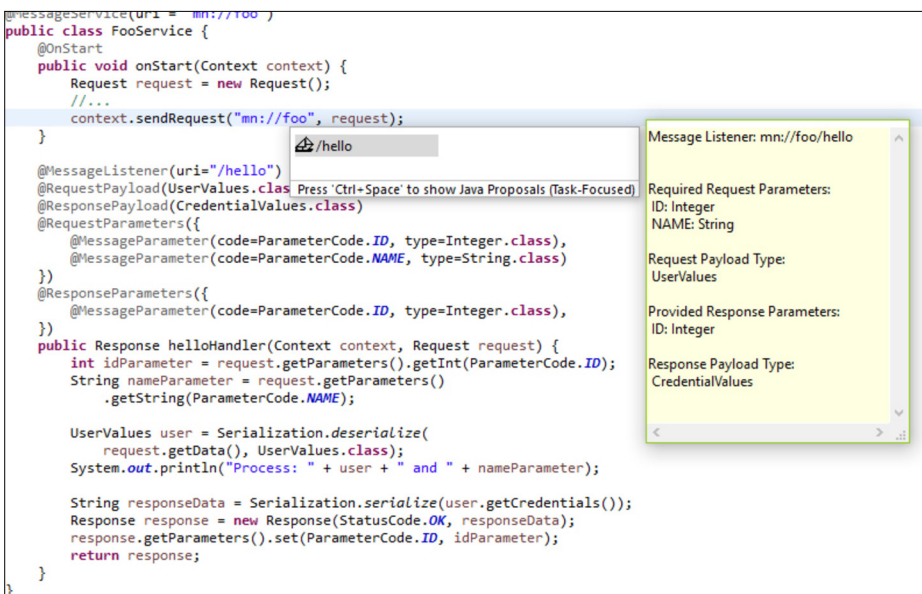 @MessageService(uri = "mn://foo")
public class FooService {
    @OnStart
    public void onStart(Context context) {
        Request request = new Request();
        //...
        context.sendRequest("mn://foo", request);
    }
/hello
Press 'Ctrl+Space' to show Java Proposals (Task-Focused)
    @MessageListener(uri="/hello")
    @RequestPayload(UserValues.clas
    @ResponsePayload(CredentialValues.class)
    @RequestParameters({
        @MessageParameter(code=ParameterCode.ID, type=Integer.class),
        @MessageParameter(code=ParameterCode.NAME, type=String.class)
    })
    @ResponseParameters({
        @MessageParameter(code=ParameterCode.ID, type=Integer.class),
    })
    public Response helloHandler(Context context, Request request) {
        int idParameter = request.getParameters().getInt(ParameterCode.ID);
        String nameParameter = request.getParameters()
            .getString(ParameterCode.NAME);
        UserValues user = Serialization.deserialize(
            request.getData(), UserValues.class);
        System.out.println("Process: " + user + " and " + nameParameter);
        String responseData = Serialization.serialize(user.getCredentials());
        Response response = new Response(StatusCode.OK, responseData);
        response.getParameters().set(ParameterCode.ID, idParameter);
        return response;
    }
}
Message Listener: mn://foo/hello
Required Request Parameters:
ID: Integer
NAME: String
Request Payload Type:
UserValues
Provided Response Parameters:
ID: Integer
Response Payload Type:
CredentialValues